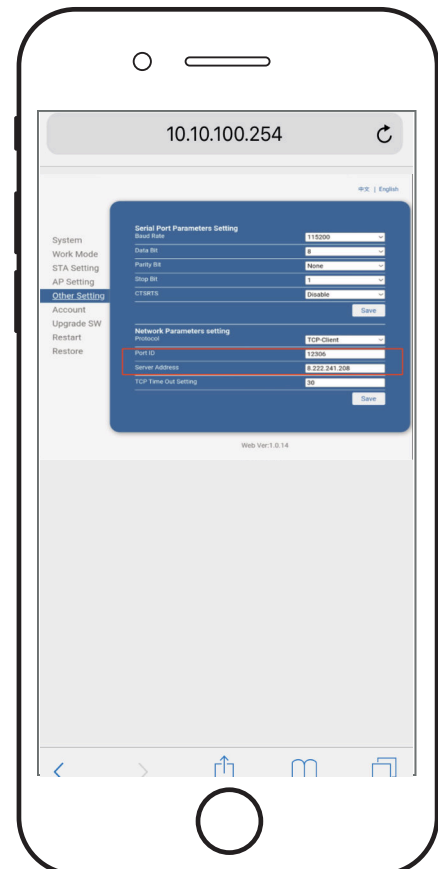 10.10.100.254
中文 | English
System
Work Mode
STA Setting
AP Setting
Other Setting
Account
Upgrade SW
Restart
Restore
Serial Port Parameters Setting
Baud Rate 115200
Data Bit 8
Parity Bit None
Stop Bit 1
CTSRTS Disable
Save
Network Parameters setting
Protocol TCP-Client
Port ID 12306
Server Address 8.222.241.208
TCP Time Out Setting 30
Save
Web Ver:1.0.14